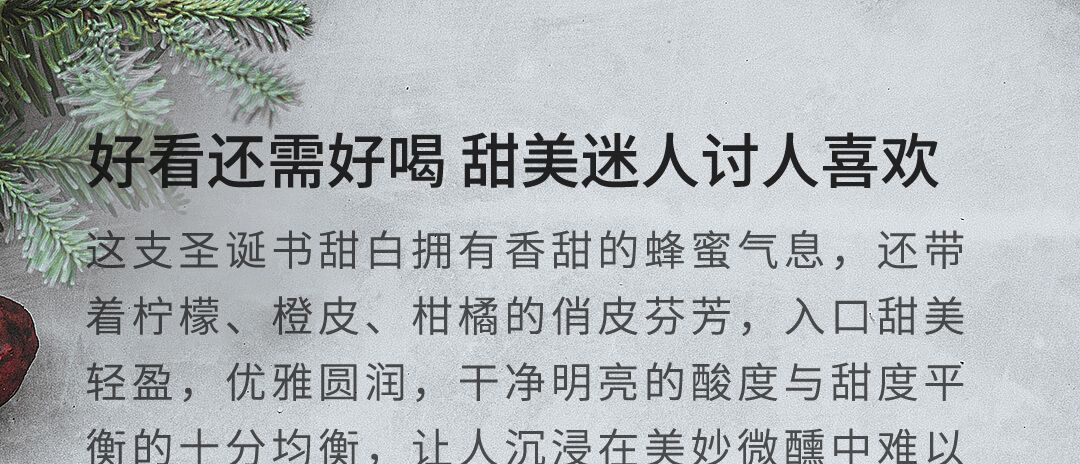 好看还需好喝 甜美迷人讨人喜欢
这支圣诞书甜白拥有香甜的蜂蜜气息，还带
着柠檬、橙皮、柑橘的俏皮芬芳，入口甜美
轻盈，优雅圆润，干净明亮的酸度与甜度平
衡的十分均衡，让人沉浸在美妙微醺中难以